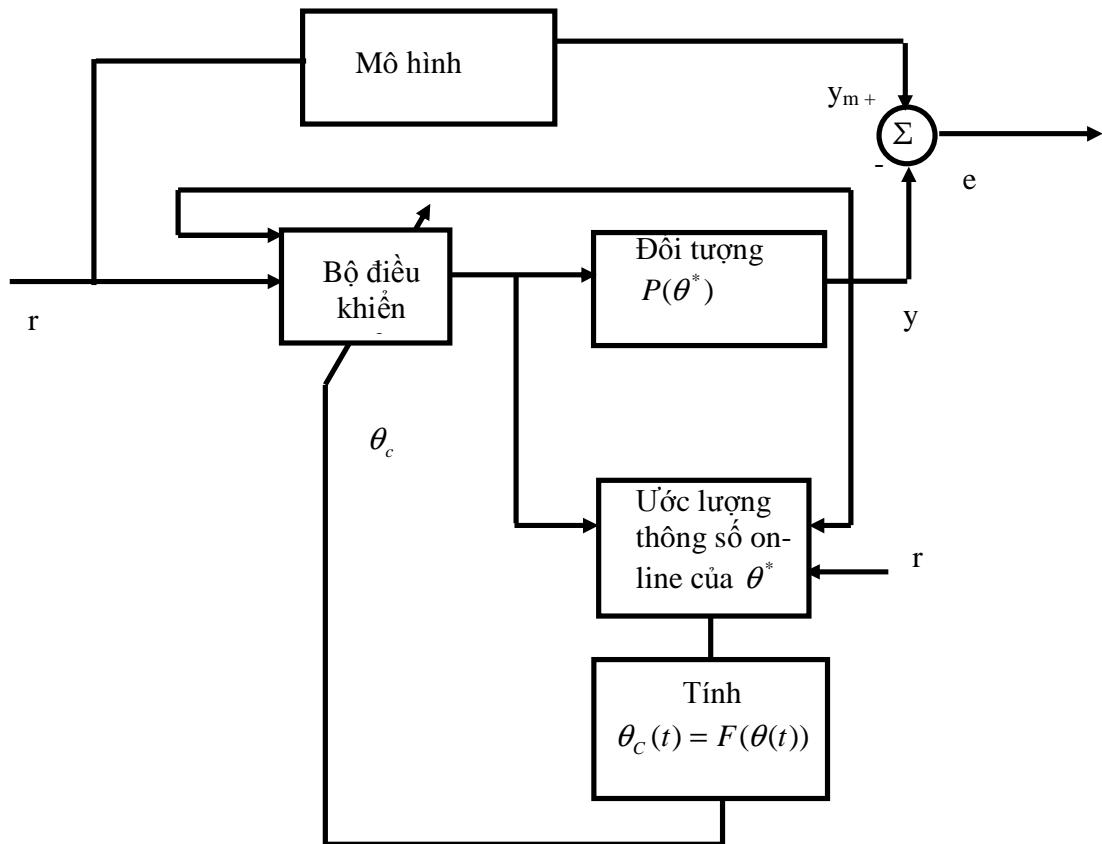 Mô hình
yₘ +
Σ
-
e
Bộ điều
khiển
Đối tượng
P(θ*)
r
y
θc
Ước lượng
thông số on-
line của θ*
r
Tính
θC(t) = F(θ(t))